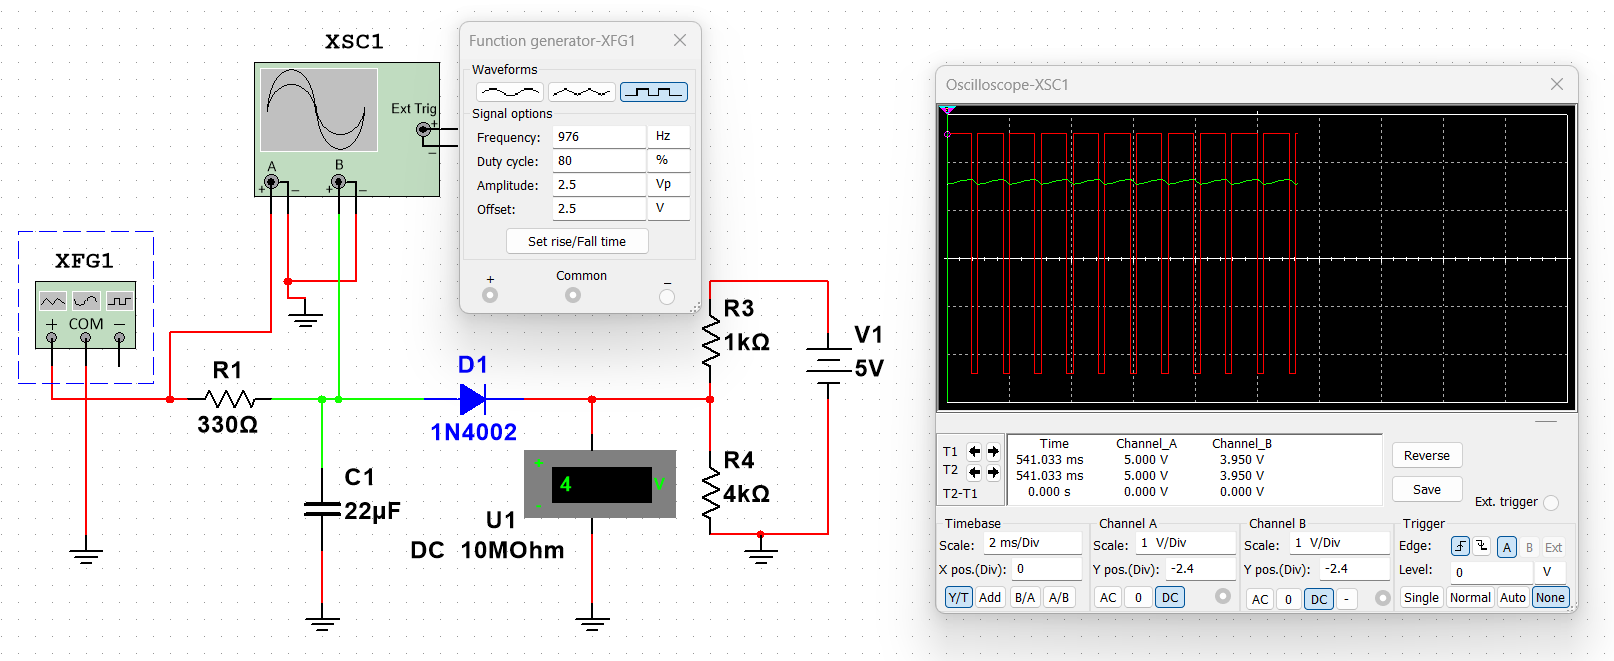 XSC1
Ext Trig
+
−
A
B
+ − + −
XFG1
+ COM −
R1
330Ω
C1
22µF
D1
1N4002
+
4 V
-
U1
DC 10MOhm
R3
1kΩ
R4
4kΩ
V1
5V
Function generator-XFG1
Waveforms
Signal options
Frequency: 976 Hz
Duty cycle: 80 %
Amplitude: 2.5 Vp
Offset: 2.5 V
Set rise/Fall time
+ Common −
Oscilloscope-XSC1
Time Channel_A Channel_B
T1 541.033 ms 5.000 V 3.950 V
T2 541.033 ms 5.000 V 3.950 V
T2-T1 0.000 s 0.000 V 0.000 V
Reverse
Save
Ext. trigger
Timebase Channel A Channel B Trigger
Scale: 2 ms/Div Scale: 1 V/Div Scale: 1 V/Div Edge: A B Ext
X pos.(Div): 0 Y pos.(Div): -2.4 Y pos.(Div): -2.4 Level: 0 V
Y/T Add B/A A/B AC 0 DC AC 0 DC - Single Normal Auto None